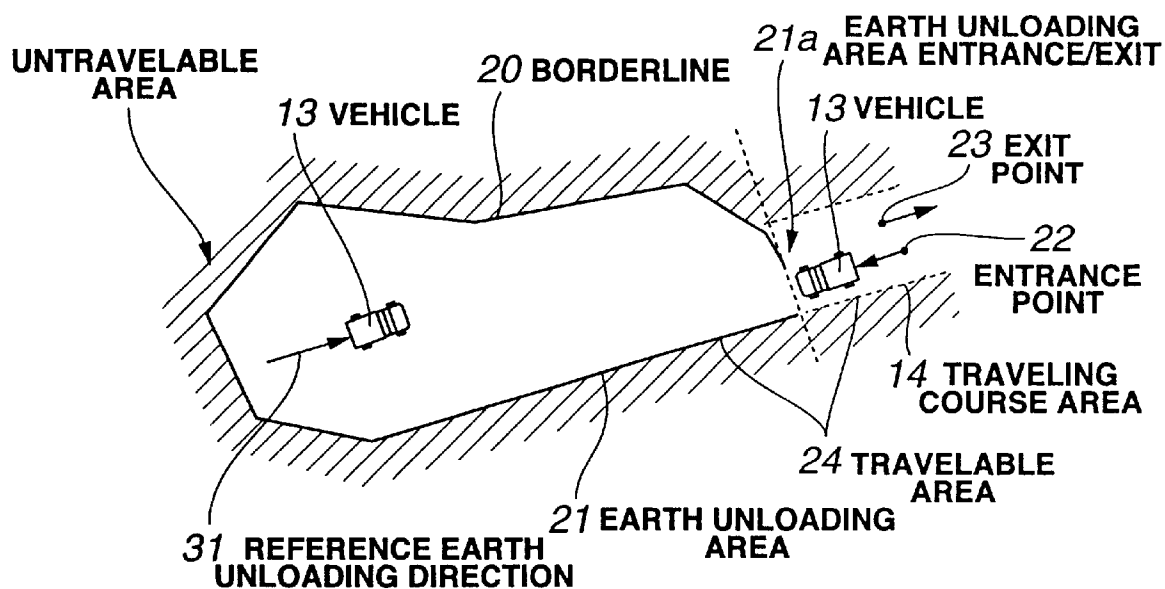 UNTRAVELABLE
AREA
13 VEHICLE
20 BORDERLINE
21a EARTH UNLOADING
AREA ENTRANCE/EXIT
13 VEHICLE
23 EXIT
POINT
22
ENTRANCE
POINT
14 TRAVELING
COURSE AREA
24 TRAVELABLE
AREA
21 EARTH UNLOADING
AREA
31 REFERENCE EARTH
UNLOADING DIRECTION